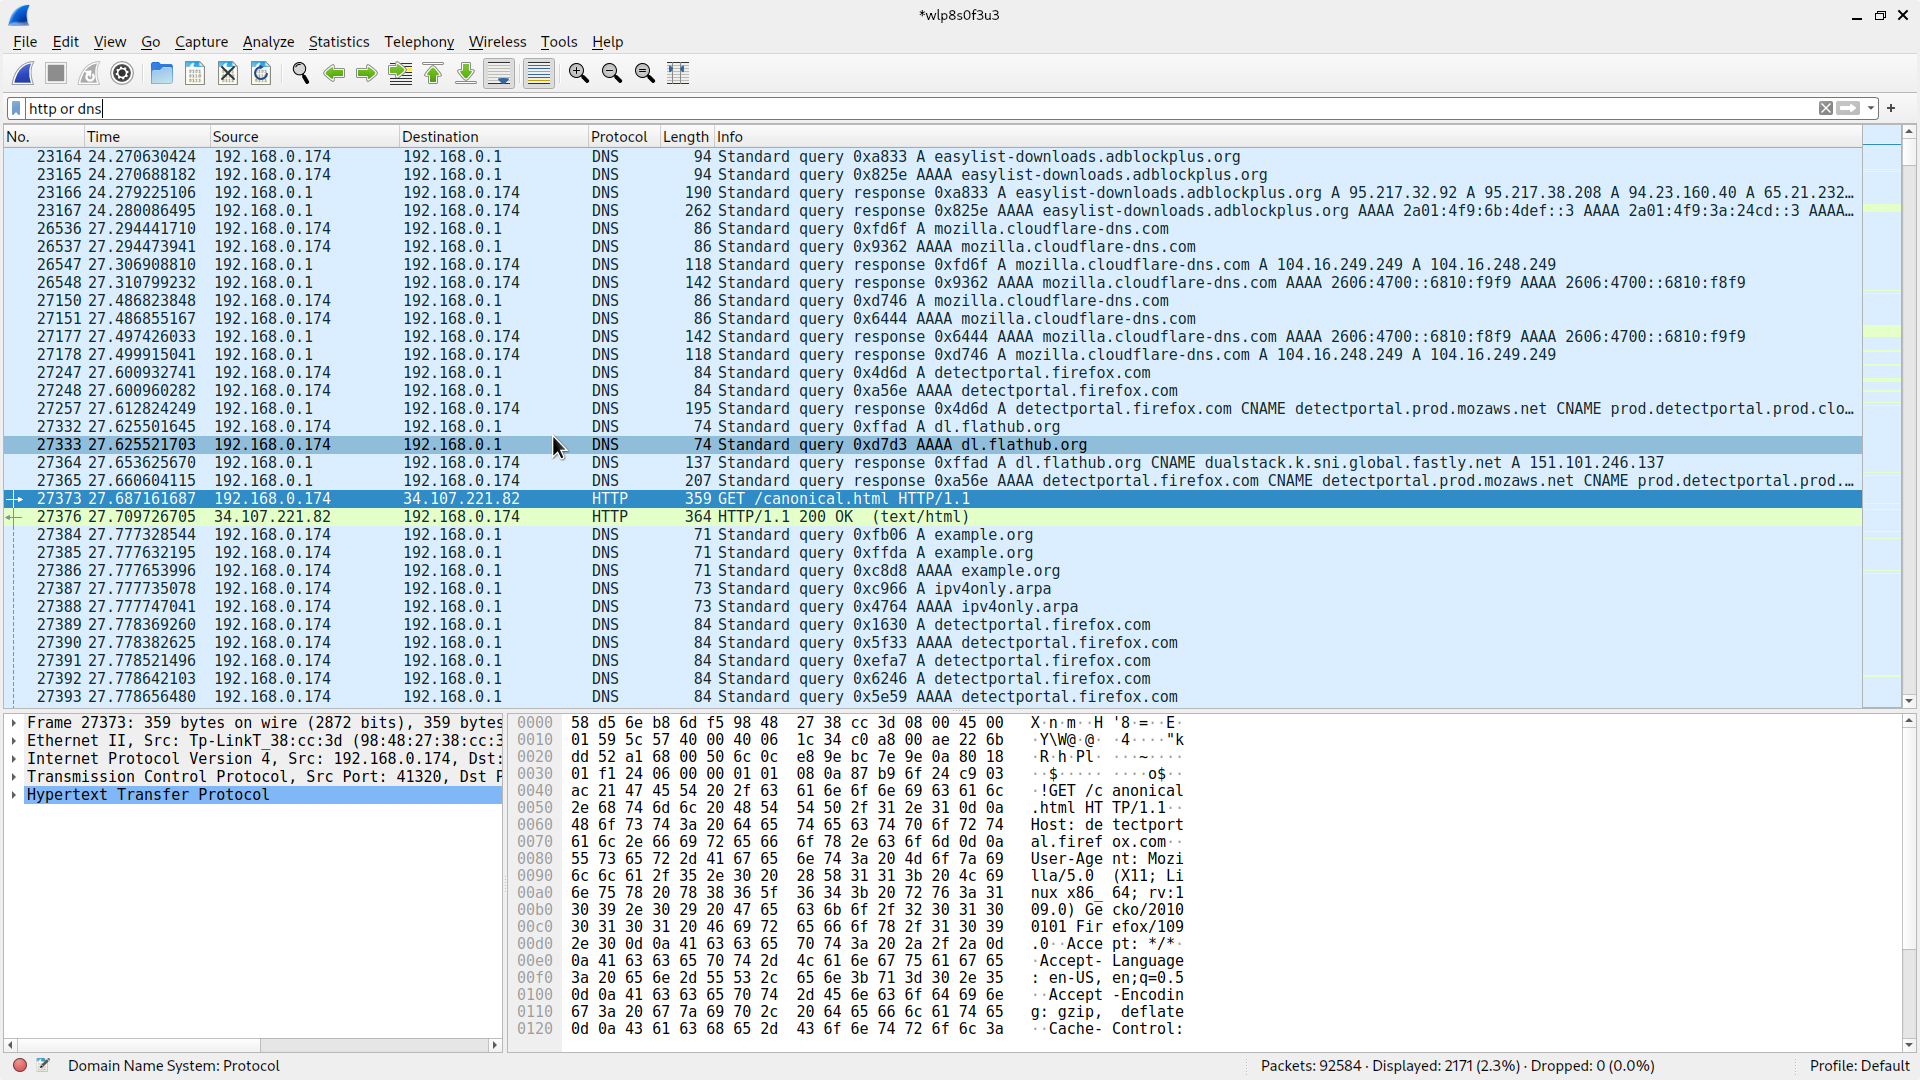 *wlp8s0f3u3
File Edit View Go Capture Analyze Statistics Telephony Wireless Tools Help
http or dns
No. Time Source Destination Protocol Length Info
23164 24.270630424 192.168.0.174 192.168.0.1 DNS 94 Standard query 0xa833 A easylist-downloads.adblockplus.org
23165 24.270688182 192.168.0.174 192.168.0.1 DNS 94 Standard query 0x825e AAAA easylist-downloads.adblockplus.org
23166 24.279225106 192.168.0.1 192.168.0.174 DNS 190 Standard query response 0xa833 A easylist-downloads.adblockplus.org A 95.217.32.92 A 95.217.38.208 A 94.23.160.40 A 65.21.232…
23167 24.280086495 192.168.0.1 192.168.0.174 DNS 262 Standard query response 0x825e AAAA easylist-downloads.adblockplus.org AAAA 2a01:4f9:6b:4def::3 AAAA 2a01:4f9:3a:24cd::3 AAAA…
26536 27.294441710 192.168.0.174 192.168.0.1 DNS 86 Standard query 0xfd6f A mozilla.cloudflare-dns.com
26537 27.294473941 192.168.0.174 192.168.0.1 DNS 86 Standard query 0x9362 AAAA mozilla.cloudflare-dns.com
26547 27.306908810 192.168.0.1 192.168.0.174 DNS 118 Standard query response 0xfd6f A mozilla.cloudflare-dns.com A 104.16.249.249 A 104.16.248.249
26548 27.310799232 192.168.0.1 192.168.0.174 DNS 142 Standard query response 0x9362 AAAA mozilla.cloudflare-dns.com AAAA 2606:4700::6810:f9f9 AAAA 2606:4700::6810:f8f9
27150 27.486823848 192.168.0.174 192.168.0.1 DNS 86 Standard query 0xd746 A mozilla.cloudflare-dns.com
27151 27.486855167 192.168.0.174 192.168.0.1 DNS 86 Standard query 0x6444 AAAA mozilla.cloudflare-dns.com
27177 27.497426033 192.168.0.1 192.168.0.174 DNS 142 Standard query response 0x6444 AAAA mozilla.cloudflare-dns.com AAAA 2606:4700::6810:f8f9 AAAA 2606:4700::6810:f9f9
27178 27.499915041 192.168.0.1 192.168.0.174 DNS 118 Standard query response 0xd746 A mozilla.cloudflare-dns.com A 104.16.248.249 A 104.16.249.249
27247 27.600932741 192.168.0.174 192.168.0.1 DNS 84 Standard query 0x4d6d A detectportal.firefox.com
27248 27.600960282 192.168.0.174 192.168.0.1 DNS 84 Standard query 0xa56e AAAA detectportal.firefox.com
27257 27.612824249 192.168.0.1 192.168.0.174 DNS 195 Standard query response 0x4d6d A detectportal.firefox.com CNAME detectportal.prod.mozaws.net CNAME prod.detectportal.prod.clo…
27332 27.625501645 192.168.0.174 192.168.0.1 DNS 74 Standard query 0xffad A dl.flathub.org
27333 27.625521703 192.168.0.174 192.168.0.1 DNS 74 Standard query 0xd7d3 AAAA dl.flathub.org
27364 27.653625670 192.168.0.1 192.168.0.174 DNS 137 Standard query response 0xffad A dl.flathub.org CNAME dualstack.k.sni.global.fastly.net A 151.101.246.137
27365 27.660604115 192.168.0.1 192.168.0.174 DNS 207 Standard query response 0xa56e AAAA detectportal.firefox.com CNAME detectportal.prod.mozaws.net CNAME prod.detectportal.prod.…
27373 27.687161687 192.168.0.174 34.107.221.82 HTTP 359 GET /canonical.html HTTP/1.1
27376 27.709726705 34.107.221.82 192.168.0.174 HTTP 364 HTTP/1.1 200 OK (text/html)
27384 27.777328544 192.168.0.174 192.168.0.1 DNS 71 Standard query 0xfb06 A example.org
27385 27.777632195 192.168.0.174 192.168.0.1 DNS 71 Standard query 0xffda A example.org
27386 27.777653996 192.168.0.174 192.168.0.1 DNS 71 Standard query 0xc8d8 AAAA example.org
27387 27.777735078 192.168.0.174 192.168.0.1 DNS 73 Standard query 0xc966 A ipv4only.arpa
27388 27.777747041 192.168.0.174 192.168.0.1 DNS 73 Standard query 0x4764 AAAA ipv4only.arpa
27389 27.778369260 192.168.0.174 192.168.0.1 DNS 84 Standard query 0x1630 A detectportal.firefox.com
27390 27.778382625 192.168.0.174 192.168.0.1 DNS 84 Standard query 0x5f33 AAAA detectportal.firefox.com
27391 27.778521496 192.168.0.174 192.168.0.1 DNS 84 Standard query 0xefa7 A detectportal.firefox.com
27392 27.778642103 192.168.0.174 192.168.0.1 DNS 84 Standard query 0x6246 A detectportal.firefox.com
27393 27.778656480 192.168.0.174 192.168.0.1 DNS 84 Standard query 0x5e59 AAAA detectportal.firefox.com
Frame 27373: 359 bytes on wire (2872 bits), 359 bytes
Ethernet II, Src: Tp-LinkT_38:cc:3d (98:48:27:38:cc:3
Internet Protocol Version 4, Src: 192.168.0.174, Dst:
Transmission Control Protocol, Src Port: 41320, Dst P
Hypertext Transfer Protocol
0000 58 d5 6e b8 6d f5 98 48 27 38 cc 3d 08 00 45 00 X·n·m··H '8·=··E·
0010 01 59 5c 57 40 00 40 06 1c 34 c0 a8 00 ae 22 6b ·Y\W@·@· ·4····"k
0020 dd 52 a1 68 00 50 6c 0c e8 9e bc 7e 9e 0a 80 18 ·R·h·Pl· ···~····
0030 01 f1 24 06 00 00 01 01 08 0a 87 b9 6f 24 c9 03 ··$····· ····o$··
0040 ac 21 47 45 54 20 2f 63 61 6e 6f 6e 69 63 61 6c ·!GET /c anonical
0050 2e 68 74 6d 6c 20 48 54 54 50 2f 31 2e 31 0d 0a .html HT TP/1.1··
0060 48 6f 73 74 3a 20 64 65 74 65 63 74 70 6f 72 74 Host: de tectport
0070 61 6c 2e 66 69 72 65 66 6f 78 2e 63 6f 6d 0d 0a al.firef ox.com··
0080 55 73 65 72 2d 41 67 65 6e 74 3a 20 4d 6f 7a 69 User-Age nt: Mozi
0090 6c 6c 61 2f 35 2e 30 20 28 58 31 31 3b 20 4c 69 lla/5.0 (X11; Li
00a0 6e 75 78 20 78 38 36 5f 36 34 3b 20 72 76 3a 31 nux x86_ 64; rv:1
00b0 30 39 2e 30 29 20 47 65 63 6b 6f 2f 32 30 31 30 09.0) Ge cko/2010
00c0 30 31 30 31 20 46 69 72 65 66 6f 78 2f 31 30 39 0101 Fir efox/109
00d0 2e 30 0d 0a 41 63 63 65 70 74 3a 20 2a 2f 2a 0d .0··Acce pt: */*·
00e0 0a 41 63 63 65 70 74 2d 4c 61 6e 67 75 61 67 65 ·Accept- Language
00f0 3a 20 65 6e 2d 55 53 2c 65 6e 3b 71 3d 30 2e 35 : en-US, en;q=0.5
0100 0d 0a 41 63 63 65 70 74 2d 45 6e 63 6f 64 69 6e ··Accept -Encodin
0110 67 3a 20 67 7a 69 70 2c 20 64 65 66 6c 61 74 65 g: gzip, deflate
0120 0d 0a 43 61 63 68 65 2d 43 6f 6e 74 72 6f 6c 3a ··Cache- Control:
Domain Name System: Protocol Packets: 92584 · Displayed: 2171 (2.3%) · Dropped: 0 (0.0%) Profile: Default